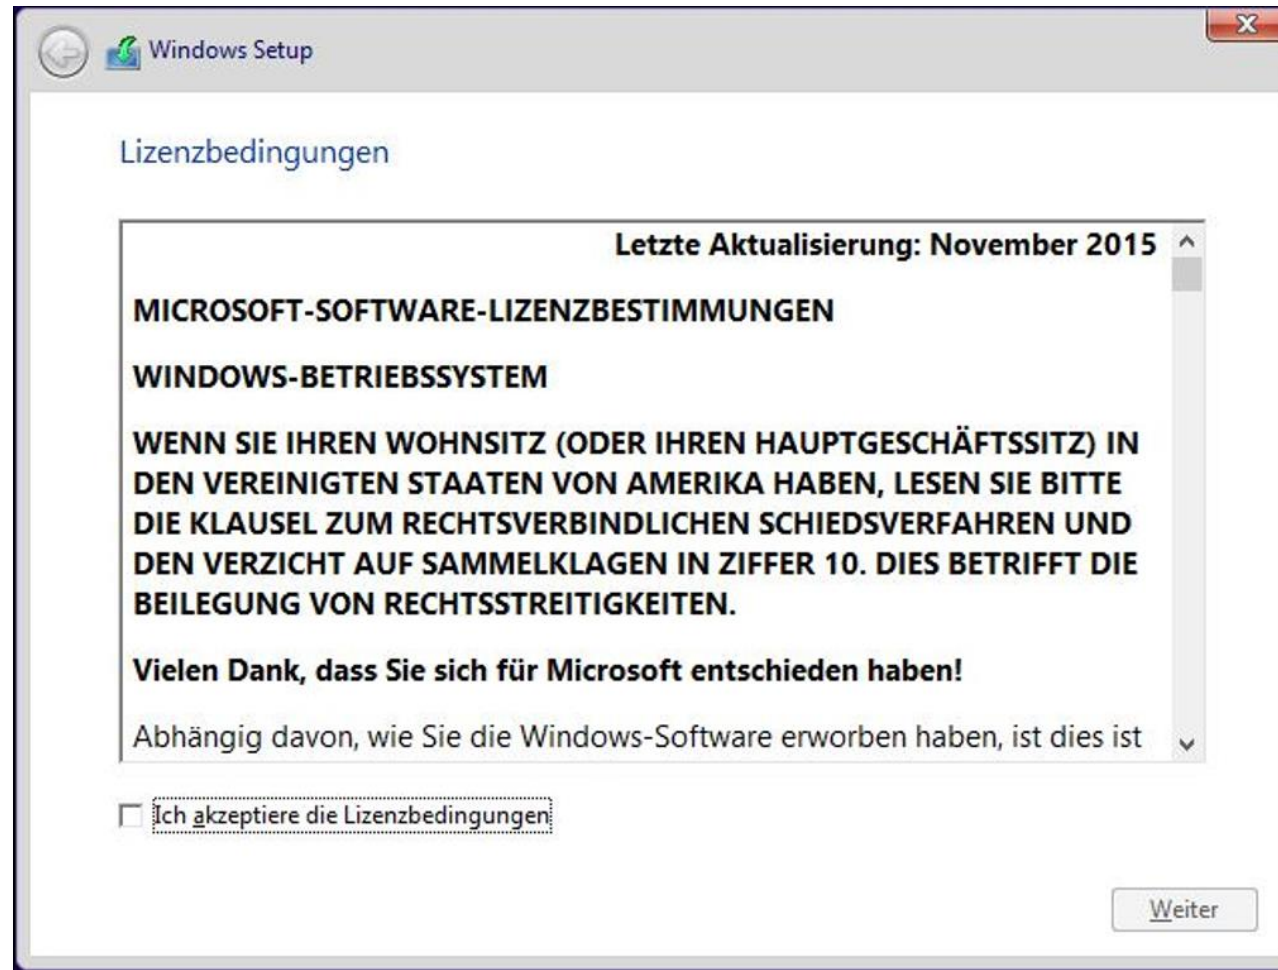 Windows Setup
Lizenzbedingungen
Letzte Aktualisierung: November 2015
MICROSOFT-SOFTWARE-LIZENZBESTIMMUNGEN
WINDOWS-BETRIEBSSYSTEM
WENN SIE IHREN WOHNSITZ (ODER IHREN HAUPTGESCHÄFTSSITZ) IN
DEN VEREINIGTEN STAATEN VON AMERIKA HABEN, LESEN SIE BITTE
DIE KLAUSEL ZUM RECHTSVERBINDLICHEN SCHIEDSVERFAHREN UND
DEN VERZICHT AUF SAMMELKLAGEN IN ZIFFER 10. DIES BETRIFFT DIE
BEILEGUNG VON RECHTSSTREITIGKEITEN.
Vielen Dank, dass Sie sich für Microsoft entschieden haben!
Abhängig davon, wie Sie die Windows-Software erworben haben, ist dies ist
Ich akzeptiere die Lizenzbedingungen
Weiter